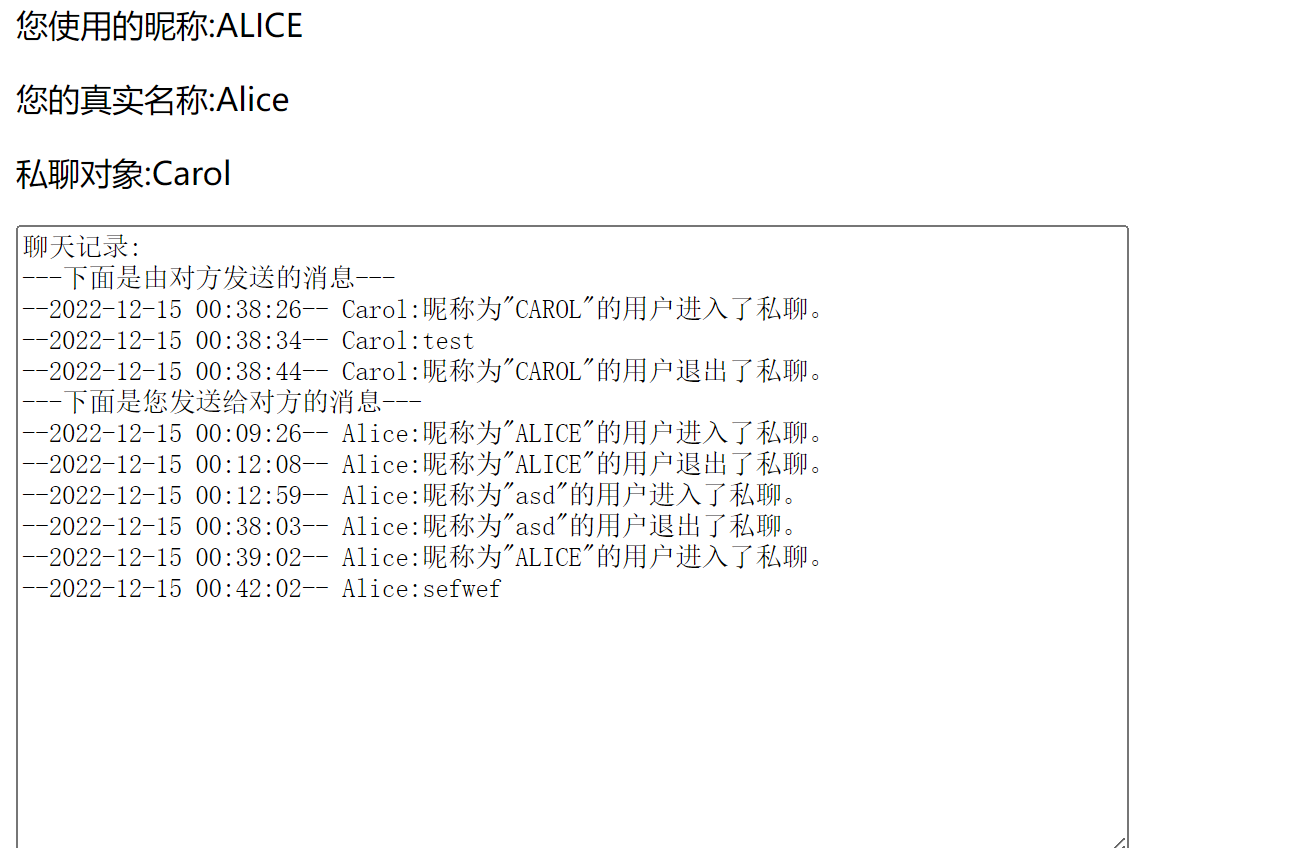 您使用的昵称:ALICE
您的真实名称:Alice
私聊对象:Carol
聊天记录:
---下面是由对方发送的消息---
--2022-12-15 00:38:26-- Carol:昵称为"CAROL"的用户进入了私聊。
--2022-12-15 00:38:34-- Carol:test
--2022-12-15 00:38:44-- Carol:昵称为"CAROL"的用户退出了私聊。
---下面是您发送给对方的消息---
--2022-12-15 00:09:26-- Alice:昵称为"ALICE"的用户进入了私聊。
--2022-12-15 00:12:08-- Alice:昵称为"ALICE"的用户退出了私聊。
--2022-12-15 00:12:59-- Alice:昵称为"asd"的用户进入了私聊。
--2022-12-15 00:38:03-- Alice:昵称为"asd"的用户退出了私聊。
--2022-12-15 00:39:02-- Alice:昵称为"ALICE"的用户进入了私聊。
--2022-12-15 00:42:02-- Alice:sefwef